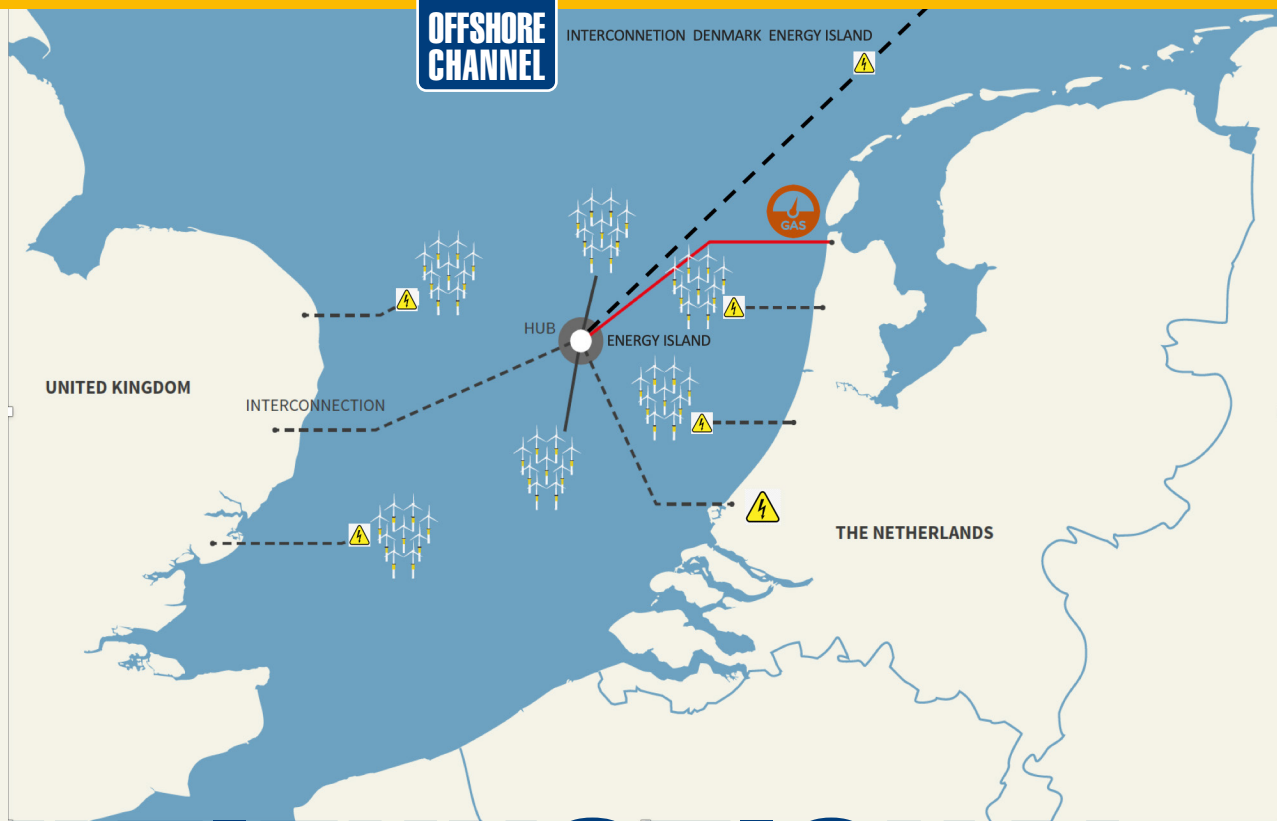 OFFSHORE
CHANNEL
INTERCONNETION DENMARK ENERGY ISLAND
GAS
HUB
ENERGY ISLAND
UNITED KINGDOM
INTERCONNECTION
THE NETHERLANDS